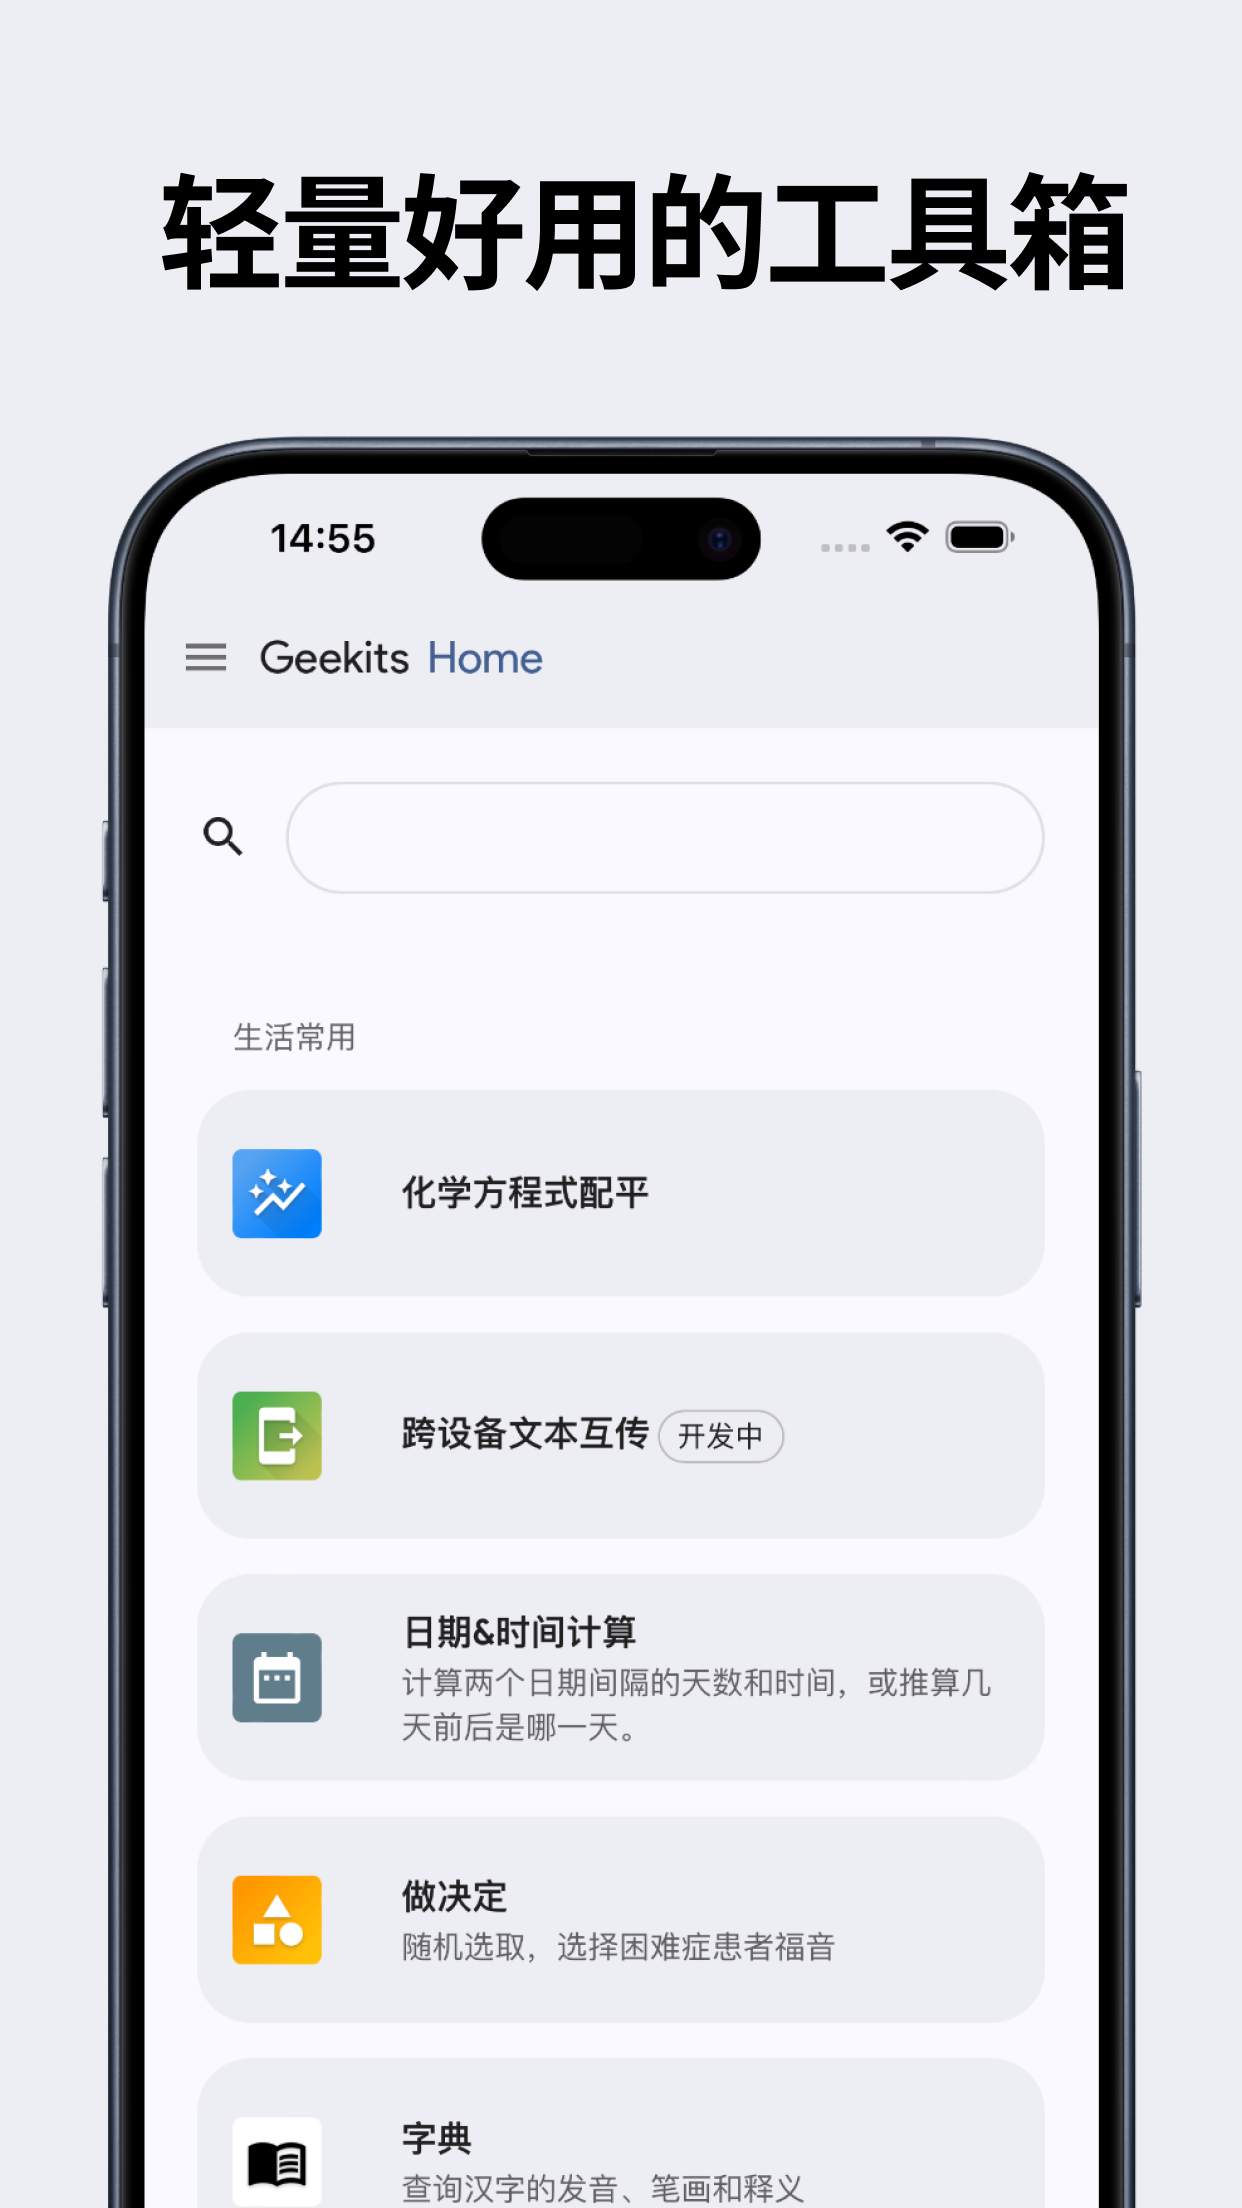 轻量好用的工具箱
14:55
Geekits Home
生活常用
化学方程式配平
跨设备文本互传 开发中
日期&时间计算
计算两个日期间隔的天数和时间，或推算几
天前后是哪一天。
做决定
随机选取，选择困难症患者福音
字典
查询汉字的发音、笔画和释义